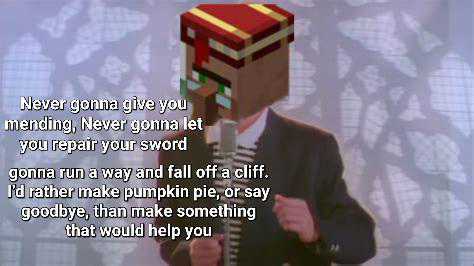 Never gonna give you
mending, Never gonna let
you repair your sword
gonna run a way and fall off a cliff.
I'd rather make pumpkin pie, or say
goodbye, than make something
that would help you